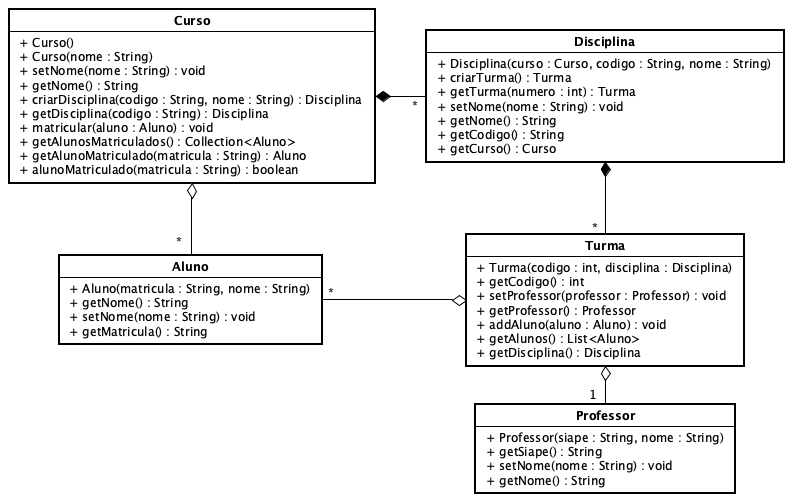 Curso
+ Curso()
+ Curso(nome : String)
+ setNome(nome : String) : void
+ getNome() : String
+ criarDisciplina(codigo : String, nome : String) : Disciplina
+ getDisciplina(codigo : String) : Disciplina
+ matricular(aluno : Aluno) : void
+ getAlunosMatriculados() : Collection<Aluno>
+ getAlunoMatriculado(matricula : String) : Aluno
+ alunoMatriculado(matricula : String) : boolean
*
Disciplina
+ Disciplina(curso : Curso, codigo : String, nome : String)
+ criarTurma() : Turma
+ getTurma(numero : int) : Turma
+ setNome(nome : String) : void
+ getNome() : String
+ getCodigo() : String
+ getCurso() : Curso
*
*
Aluno
+ Aluno(matricula : String, nome : String)
+ getNome() : String
+ setNome(nome : String) : void
+ getMatricula() : String
*
Turma
+ Turma(codigo : int, disciplina : Disciplina)
+ getCodigo() : int
+ setProfessor(professor : Professor) : void
+ getProfessor() : Professor
+ addAluno(aluno : Aluno) : void
+ getAlunos() : List<Aluno>
+ getDisciplina() : Disciplina
1
Professor
+ Professor(siape : String, nome : String)
+ getSiape() : String
+ setNome(nome : String) : void
+ getNome() : String